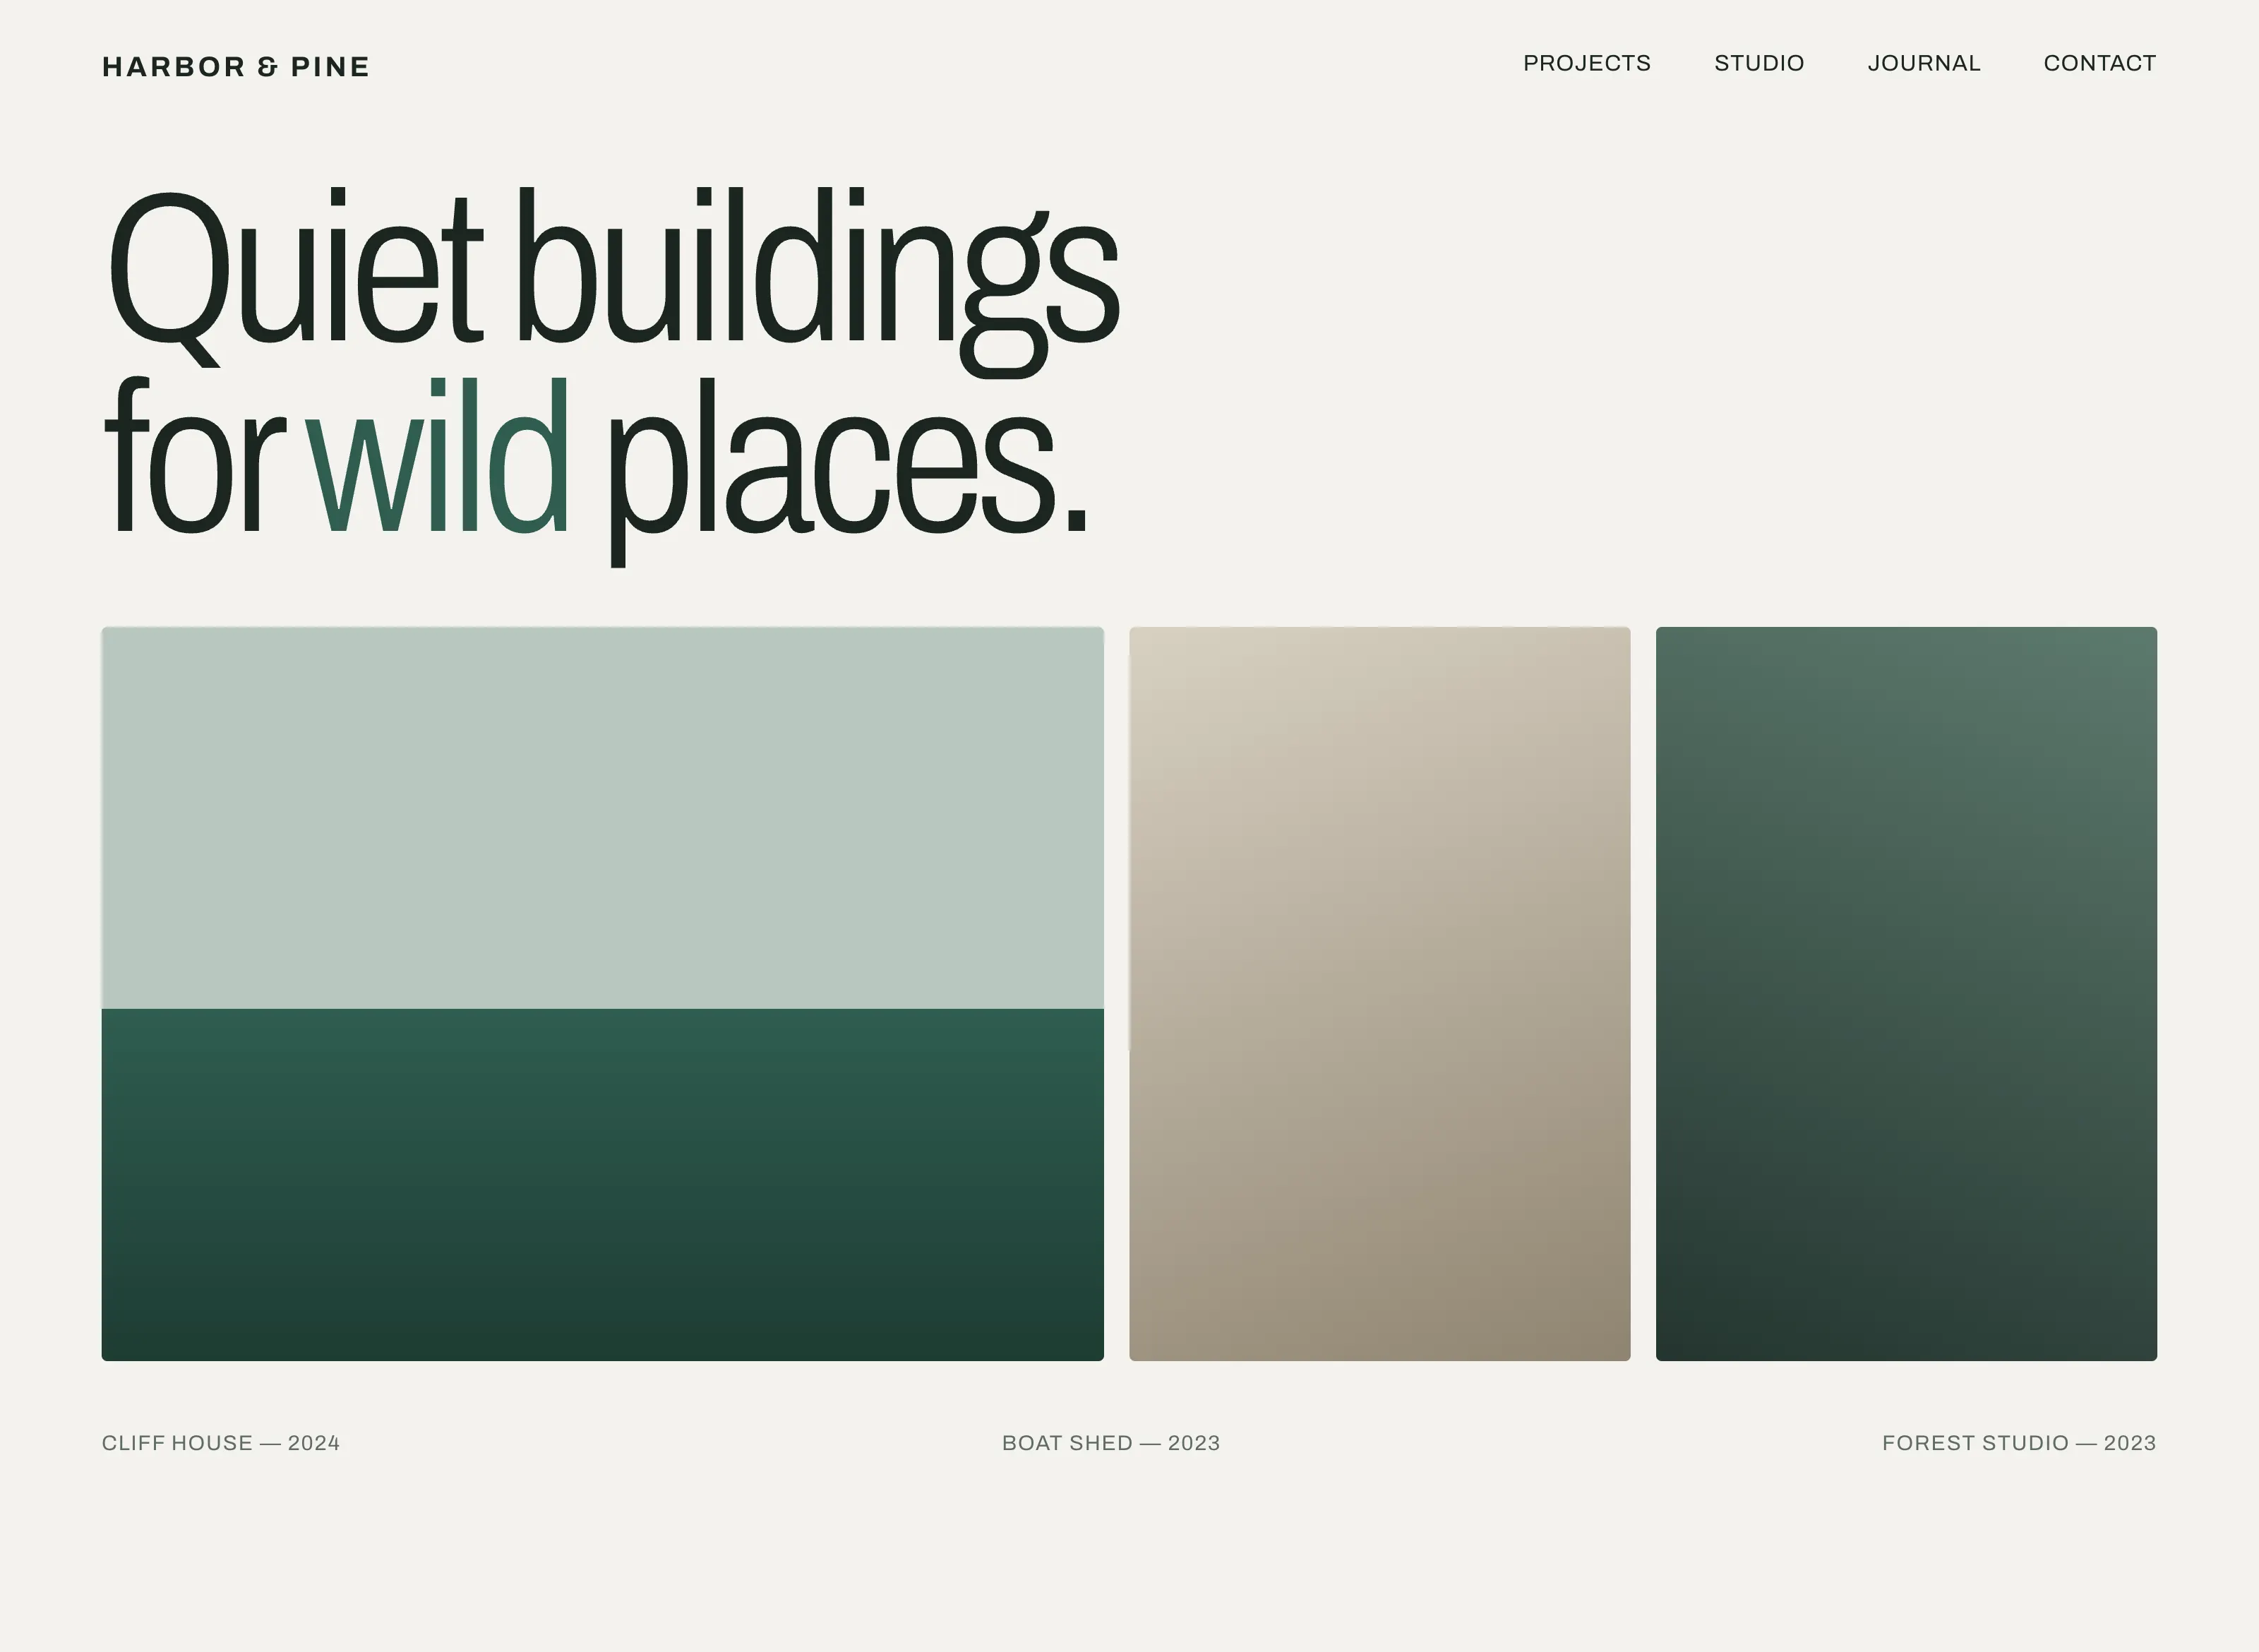 HARBOR & PINE
PROJECTS STUDIO JOURNAL CONTACT
Quiet buildings
for wild places.
CLIFF HOUSE — 2024
BOAT SHED — 2023
FOREST STUDIO — 2023